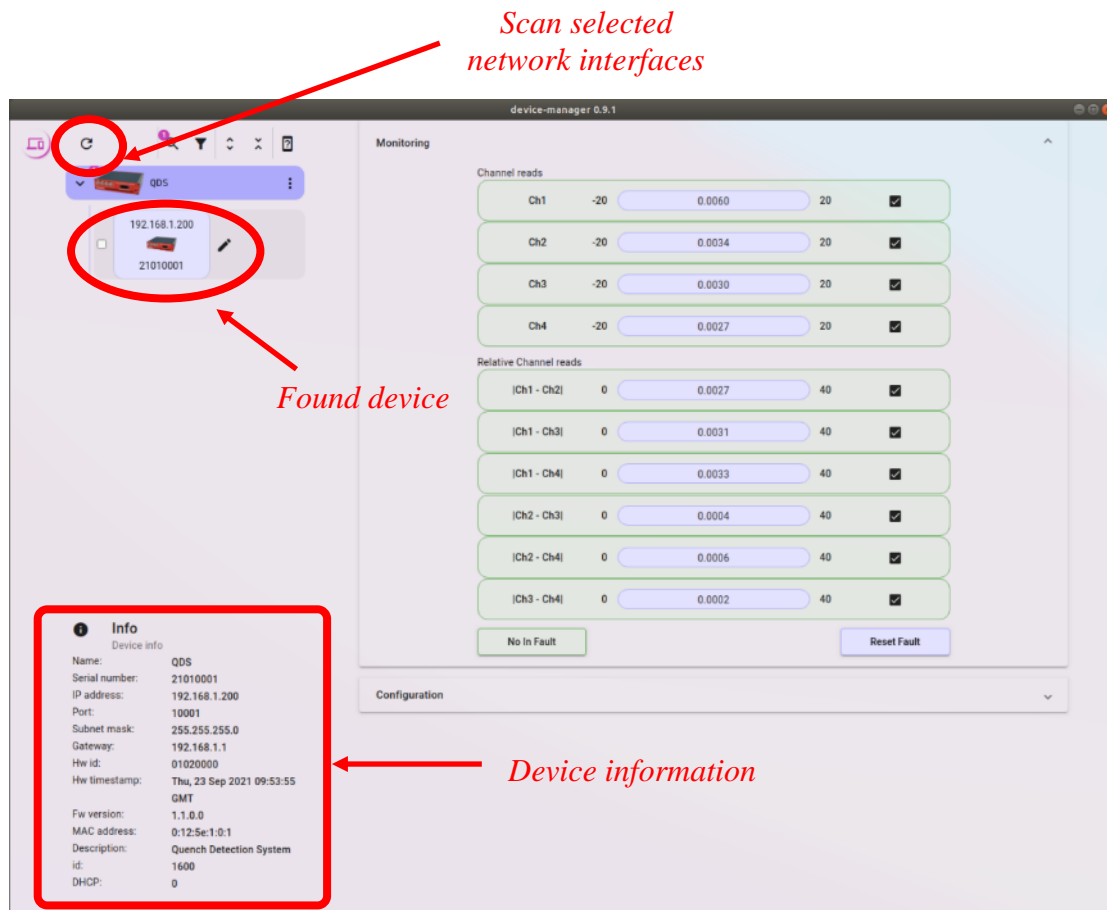 Scan selected
network interfaces
device-manager 0.9.1
QDS
192.168.1.200
21010001
Found device
Monitoring
Channel reads
Ch1 -20 0.0060 20
Ch2 -20 0.0034 20
Ch3 -20 0.0030 20
Ch4 -20 0.0027 20
Relative Channel reads
|Ch1 - Ch2| 0 0.0027 40
|Ch1 - Ch3| 0 0.0031 40
|Ch1 - Ch4| 0 0.0033 40
|Ch2 - Ch3| 0 0.0004 40
|Ch2 - Ch4| 0 0.0006 40
|Ch3 - Ch4| 0 0.0002 40
No In Fault Reset Fault
Configuration
Info
Device info
Name: QDS
Serial number: 21010001
IP address: 192.168.1.200
Port: 10001
Subnet mask: 255.255.255.0
Gateway: 192.168.1.1
Hw id: 01020000
Hw timestamp: Thu, 23 Sep 2021 09:53:55
GMT
Fw version: 1.1.0.0
MAC address: 0:12:5e:1:0:1
Description: Quench Detection System
id: 1600
DHCP: 0
Device information